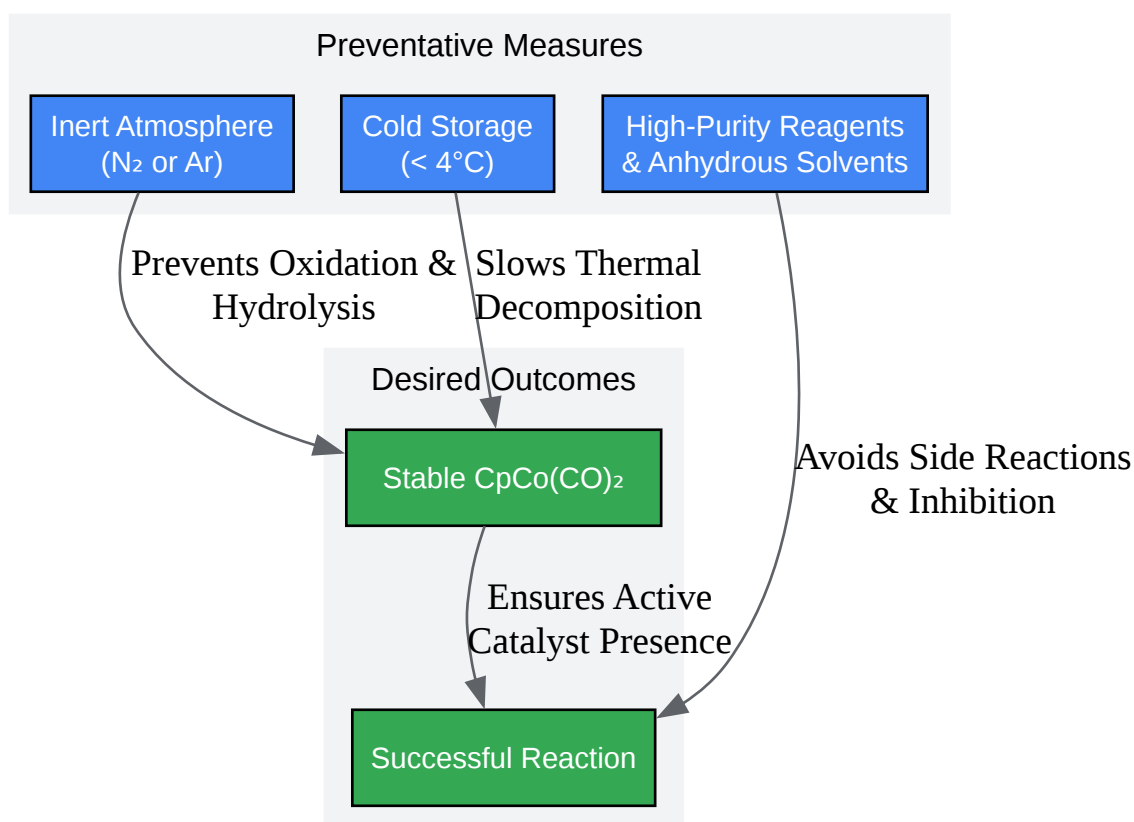 Preventative Measures
Inert Atmosphere
(N₂ or Ar)
Cold Storage
(< 4°C)
High-Purity Reagents
& Anhydrous Solvents
Prevents Oxidation &
Hydrolysis
Slows Thermal
Decomposition
Desired Outcomes
Stable CpCo(CO)₂
Avoids Side Reactions
& Inhibition
Ensures Active
Catalyst Presence
Successful Reaction